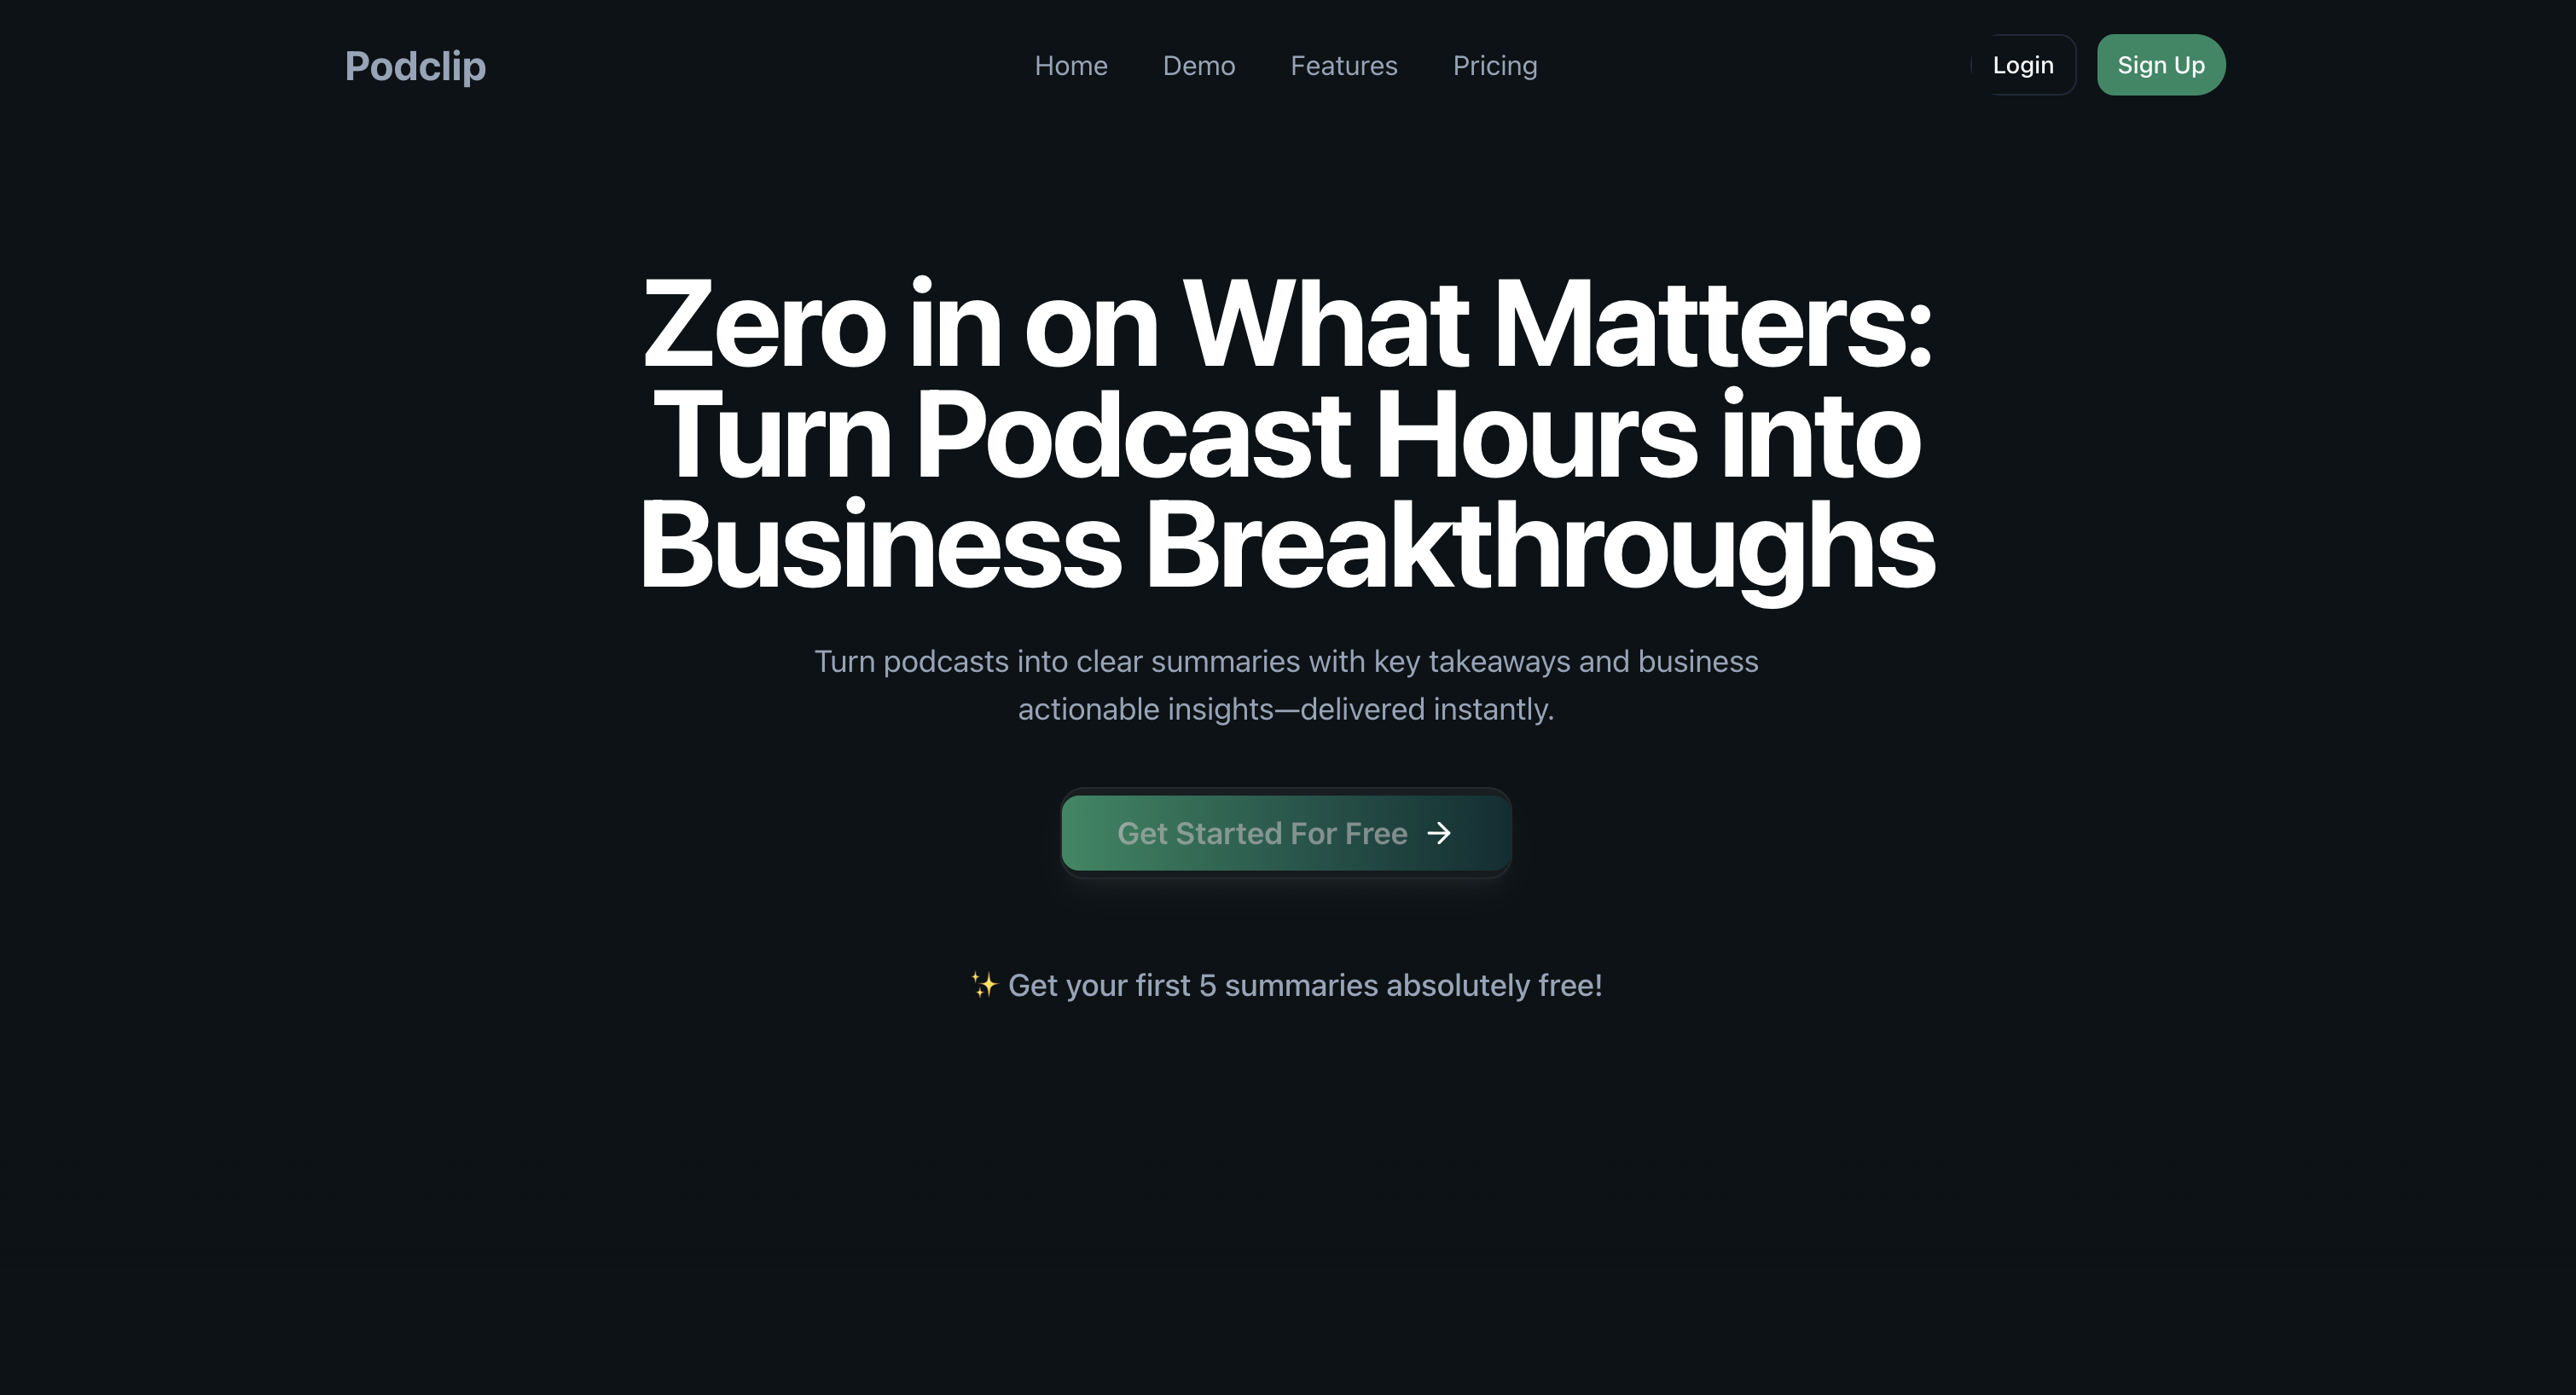 Podclip
Home
Demo
Features
Pricing
Login
Sign Up
Zero in on What Matters:
Turn Podcast Hours into
Business Breakthroughs
Turn podcasts into clear summaries with key takeaways and business
actionable insights—delivered instantly.
Get Started For Free →
✨ Get your first 5 summaries absolutely free!